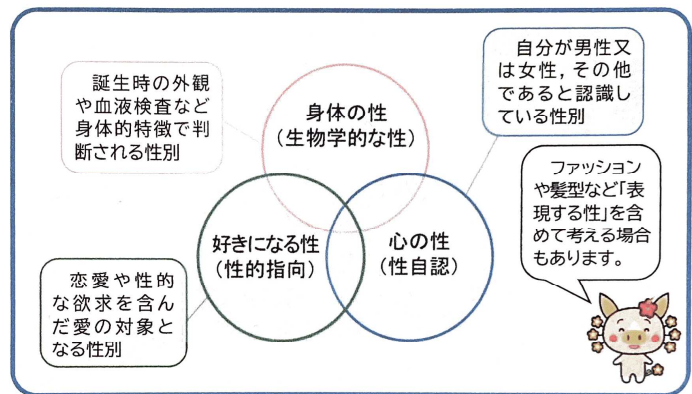 誕生時の外観
や血液検査など
身体的特徴で判
断される性別
身体の性
(生物学的な性)
自分が男性又
は女性，その他
であると認識し
ている性別
ファッション
や髪型など「表
現する性」を含
めて考える場合
もあります。
好きになる性
(性的指向)
心の性
(性自認)
恋愛や性的
な欲求を含ん
だ愛の対象と
なる性別